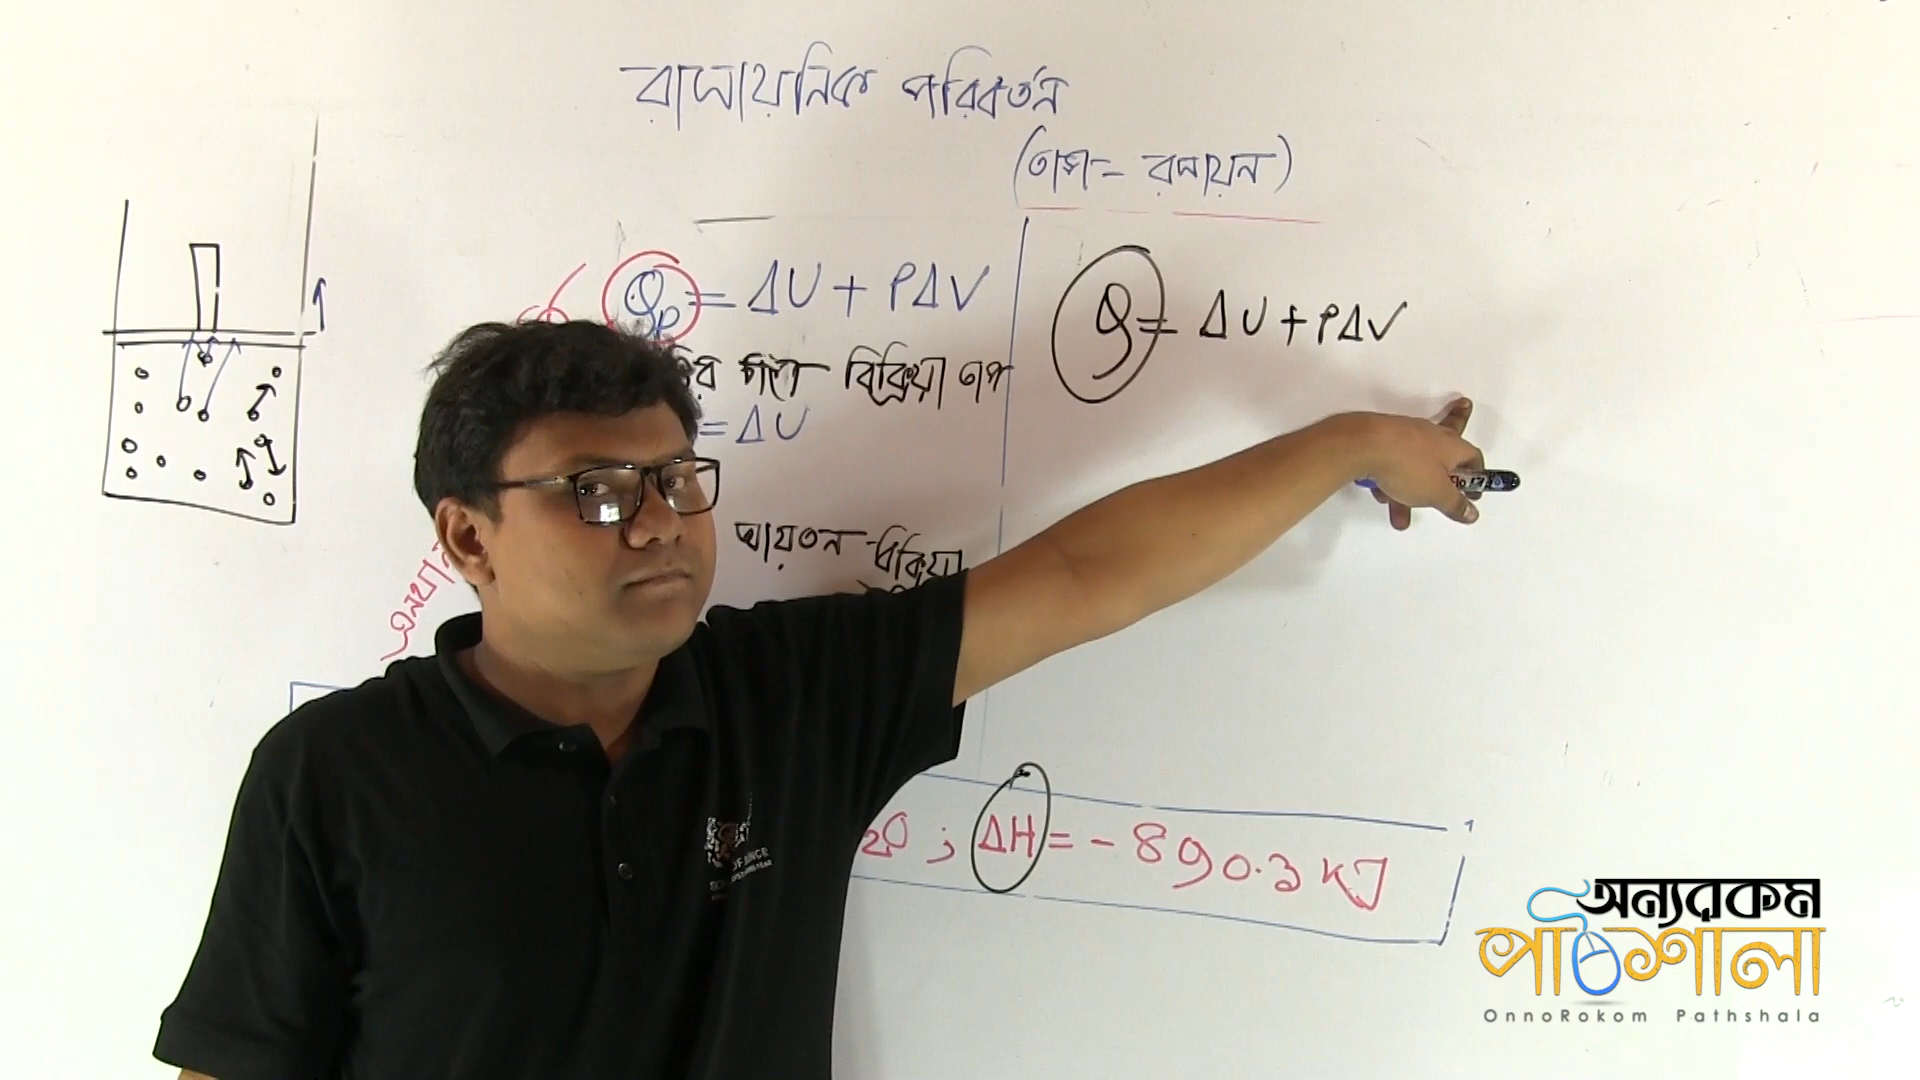 রাসায়নিক পরিবর্তন
(তাপ - রসায়ন)
Qp = ΔU + PΔV
বিক্রিয়া তাপ
= ΔU
আয়তন বিক্রিয়া
Q = ΔU + PΔV
; ΔH = - 890.3 KJ
অন্যরকম
পাঠশালা
OnnoRokom Pathshala